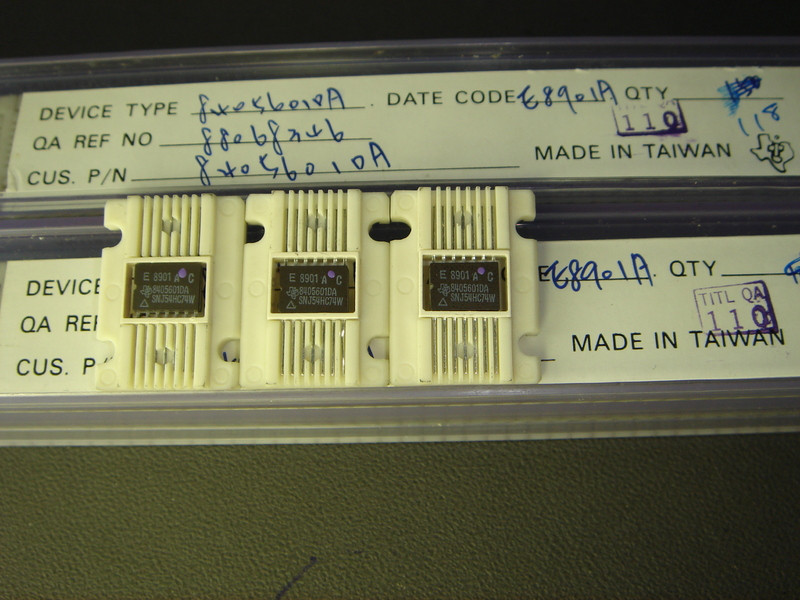 DEVICE TYPE 8405601DA DATE CODE E8901A QTY 118
110
QA REF NO
MADE IN TAIWAN
CUS. P/N 8405601DA
E 8901 A C
8405601DA
SNJ54HC74W
E 8901 A C
8405601DA
SNJ54HC74W
E 8901 A C
8405601DA
SNJ54HC74W
DEVICE E8901A QTY
TITL QA
110
QA REF
MADE IN TAIWAN
CUS. P/